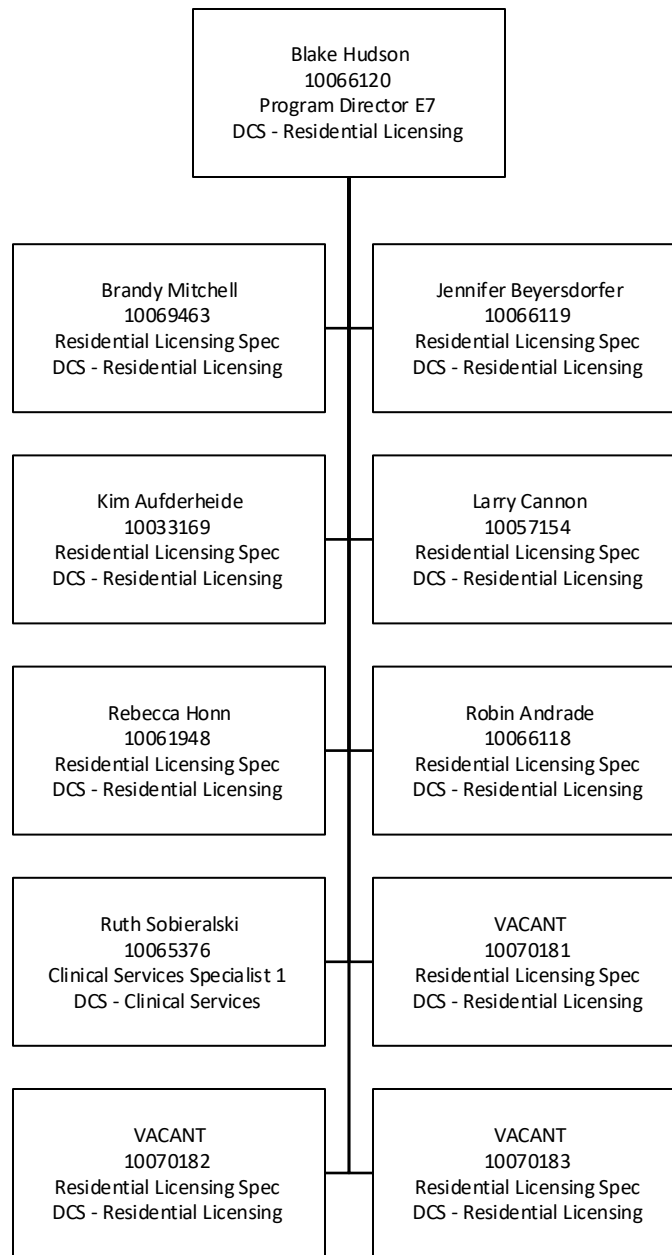 Blake Hudson
10066120
Program Director E7
DCS - Residential Licensing
Brandy Mitchell
10069463
Residential Licensing Spec
DCS - Residential Licensing
Jennifer Beyersdorfer
10066119
Residential Licensing Spec
DCS - Residential Licensing
Kim Aufderheide
10033169
Residential Licensing Spec
DCS - Residential Licensing
Larry Cannon
10057154
Residential Licensing Spec
DCS - Residential Licensing
Rebecca Honn
10061948
Residential Licensing Spec
DCS - Residential Licensing
Robin Andrade
10066118
Residential Licensing Spec
DCS - Residential Licensing
Ruth Sobieralski
10065376
Clinical Services Specialist 1
DCS - Clinical Services
VACANT
10070181
Residential Licensing Spec
DCS - Residential Licensing
VACANT
10070182
Residential Licensing Spec
DCS - Residential Licensing
VACANT
10070183
Residential Licensing Spec
DCS - Residential Licensing